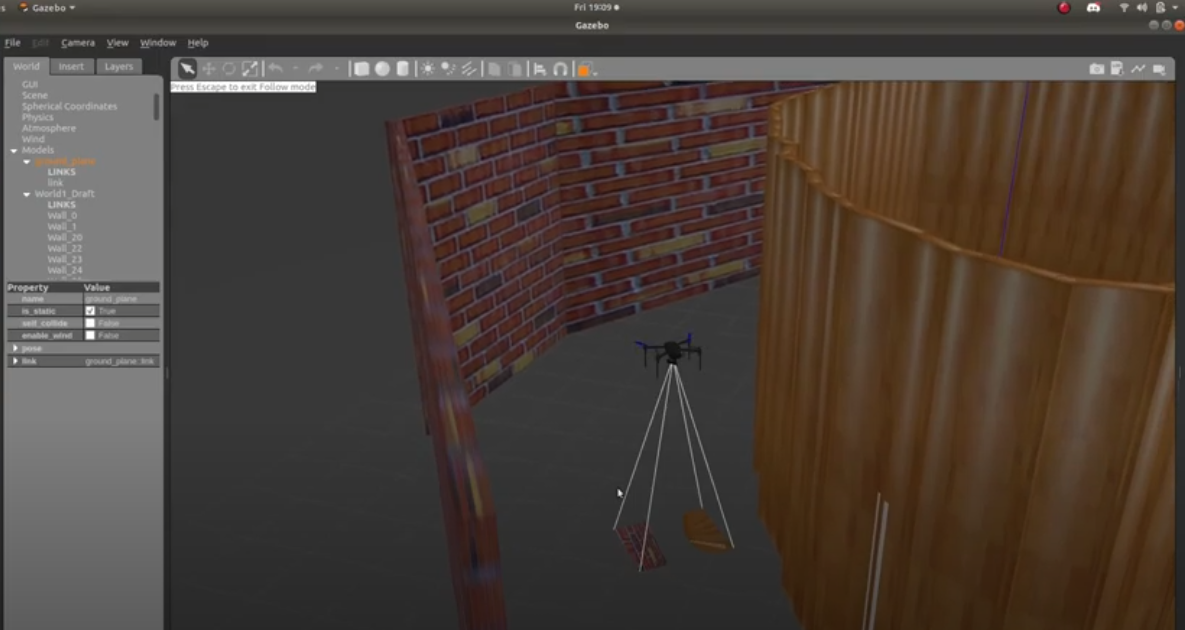 Gazebo
Fri 19:09
Gazebo
File Edit Camera View Window Help
World Insert Layers
Press Escape to exit Follow mode
GUI
Scene
Spherical Coordinates
Physics
Atmosphere
Wind
Models
ground_plane
LINKS
link
World1_Draft
LINKS
Wall_0
Wall_1
Wall_20
Wall_22
Wall_23
Wall_24
Property Value
name ground_plane
is_static True
self_collide False
enable_wind False
pose
link ground_plane::link